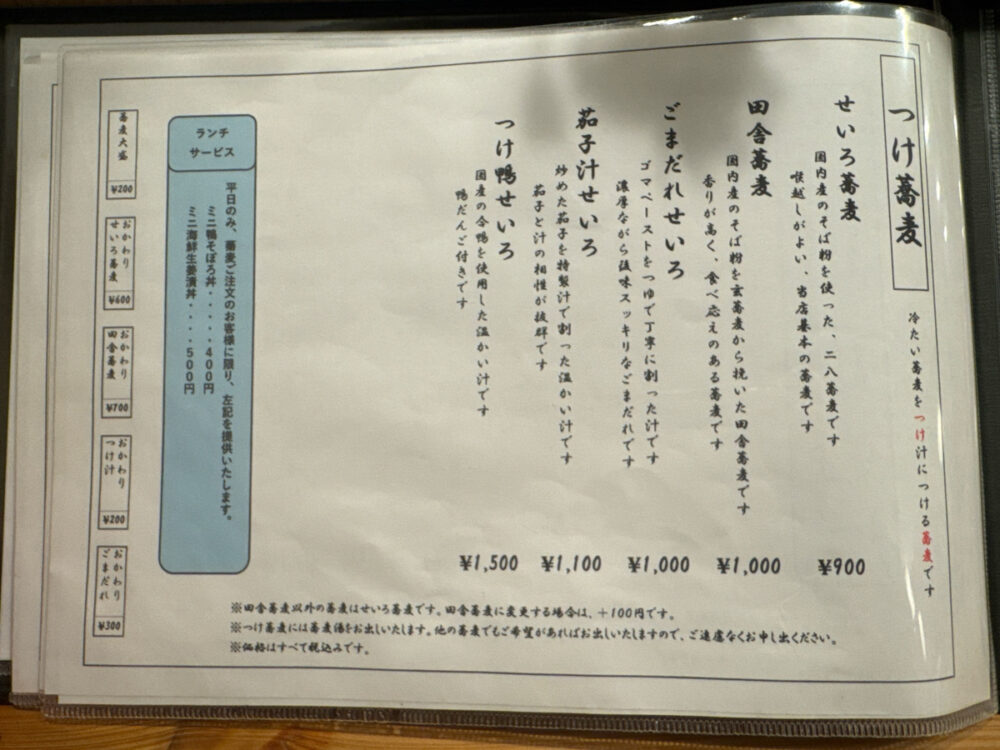 つけ蕎麦
冷たい蕎麦をつけ汁につける蕎麦です
せいろ蕎麦
国内産のそば粉を使った、二八蕎麦です
喉越しがよい、当店基本の蕎麦です
¥900
田舎蕎麦
国内産のそば粉を玄蕎麦から挽いた田舎蕎麦です
香りが高く、食べ応えのある蕎麦です
¥1,000
ごまだれせいろ
ゴマペーストをつゆで丁寧に割った汁です
濃厚ながら後味スッキリなごまだれです
¥1,000
茄子汁せいろ
炒めた茄子を特製汁で割った温かい汁です
茄子と汁の相性が抜群です
¥1,100
つけ鴨せいろ
国産の合鴨を使用した温かい汁です
鴨だんご付きです
¥1,500
※田舎蕎麦以外の蕎麦はせいろ蕎麦です。田舎蕎麦に変更する場合は、+100円です。
※つけ蕎麦には蕎麦湯をお出しいたします。他の蕎麦でもご希望があればお出しいたしますので、ご遠慮なくお申し出ください。
※価格はすべて税込みです。
ランチ
サービス
平日のみ、蕎麦ご注文のお客様に限り、左記を提供いたします。
ミニ鴨そぼろ丼・・・・・400円
ミニ海鮮生姜漬丼・・・・500円
蕎麦大盛
¥200
おかわり
せいろ蕎麦
¥600
おかわり
田舎蕎麦
¥700
おかわり
つけ汁
¥200
おかわり
ごまだれ
¥300